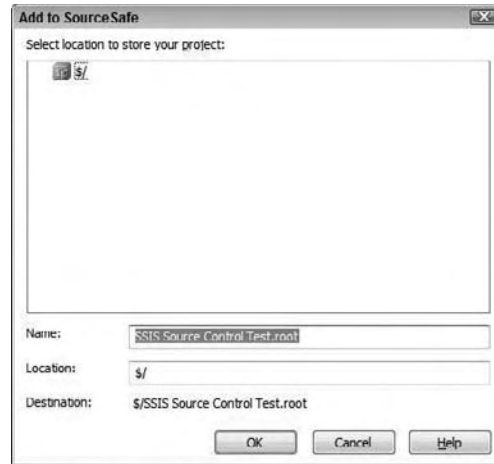 Add to SourceSafe
Select location to store your project:
$/
Name: SSIS Source Control Test.root
Location: $/
Destination: $/SSIS Source Control Test.root
OK Cancel Help